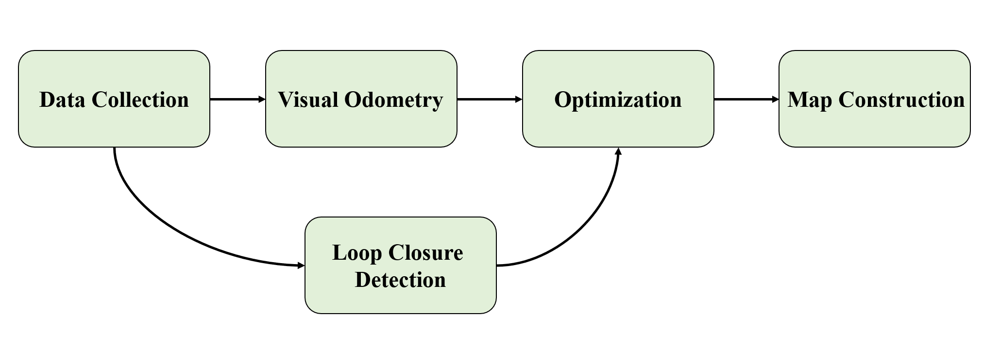 Data Collection
Visual Odometry
Optimization
Map Construction
Loop Closure
Detection